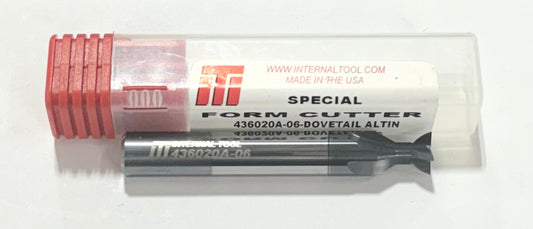 WWW.INTERNALTOOL.COM
MADE IN THE USA
SPECIAL
FORM CUTTER
436020A-06-DOVETAIL ALTIN
INTERNAL TOOL
436020A-06